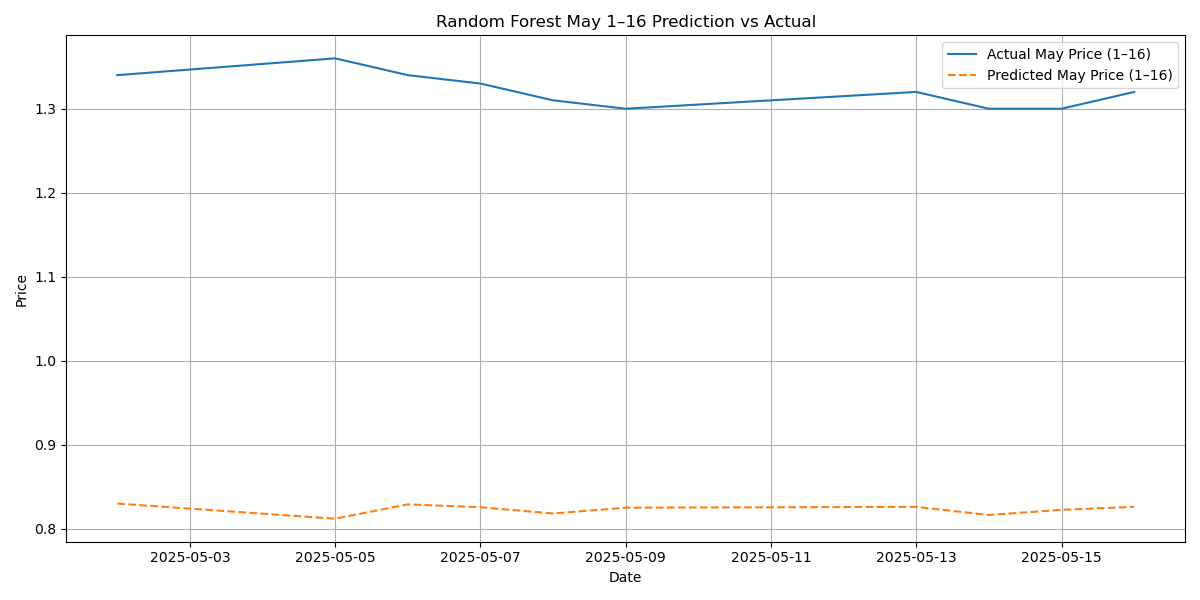 Random Forest May 1–16 Prediction vs Actual
Actual May Price (1–16)
Predicted May Price (1–16)
Price
1.3
1.2
1.1
1.0
0.9
0.8
2025-05-03
2025-05-05
2025-05-07
2025-05-09
2025-05-11
2025-05-13
2025-05-15
Date